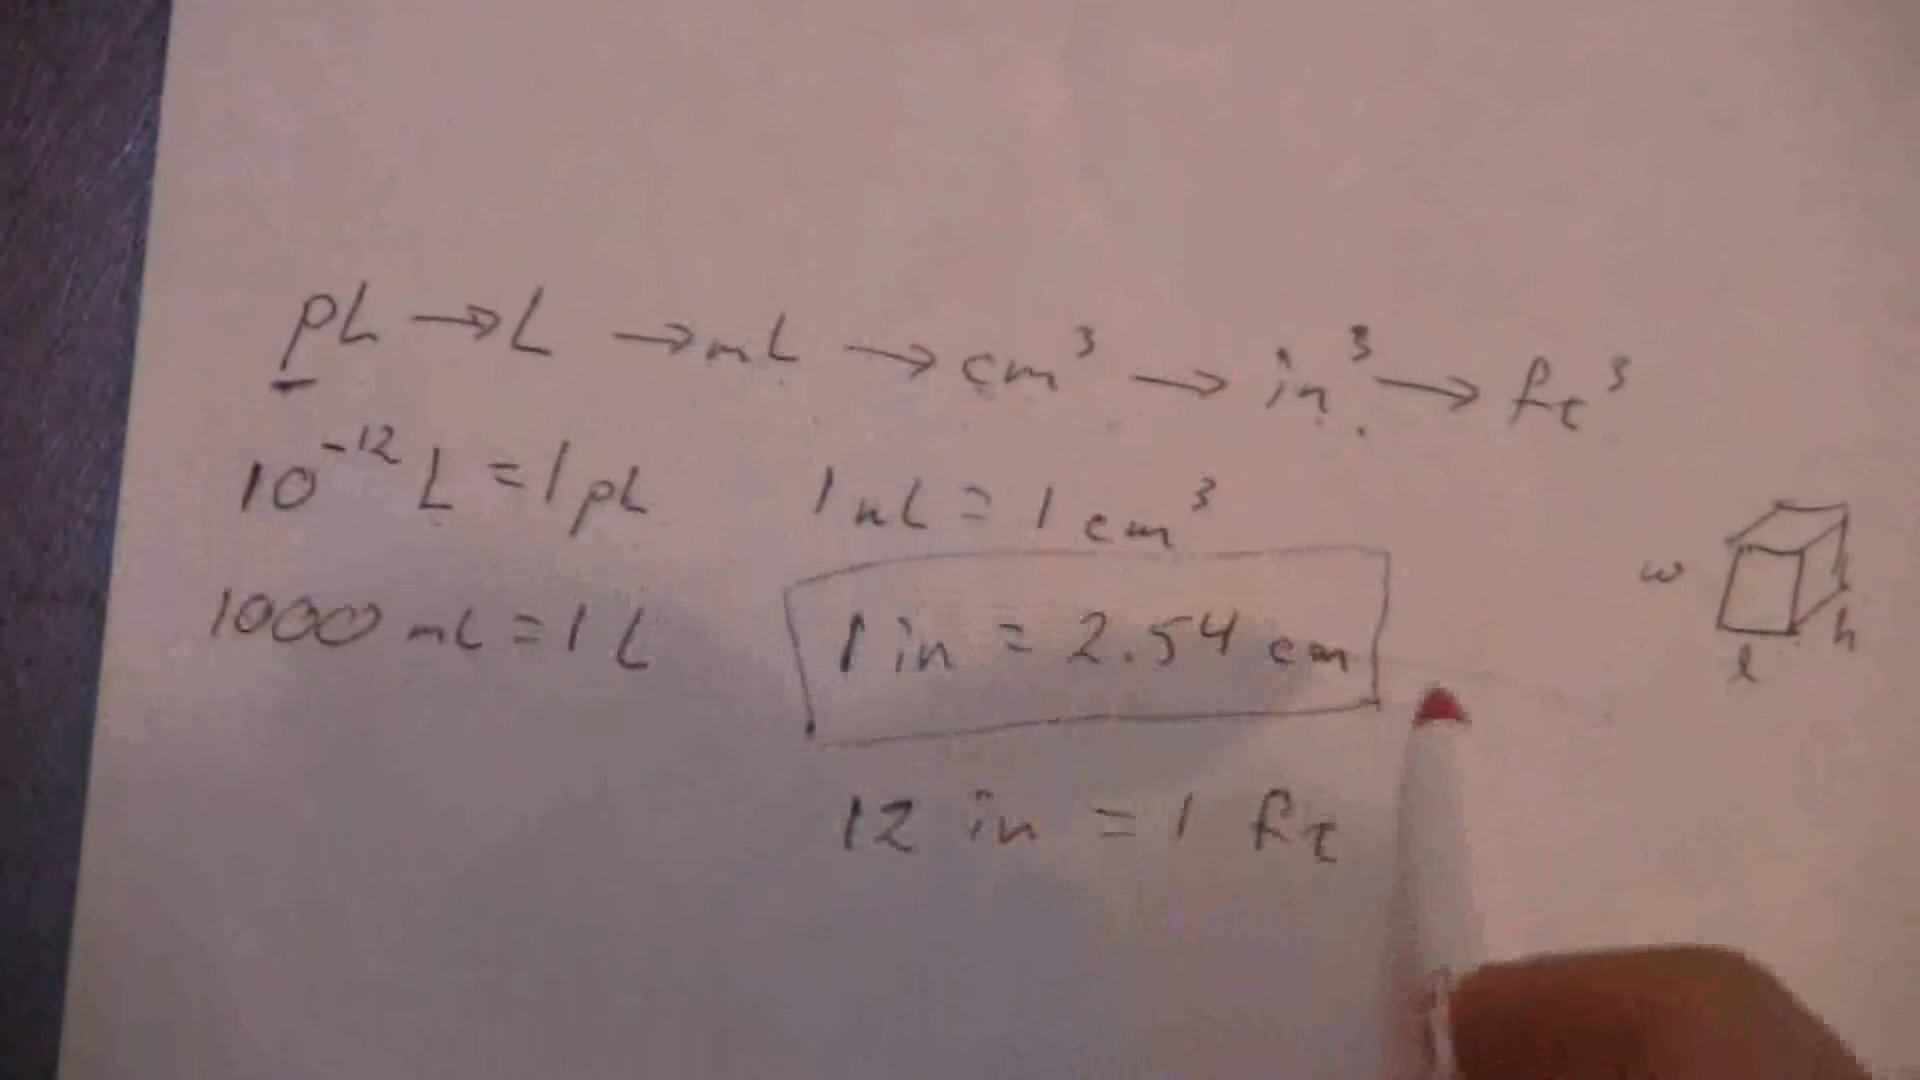 pL → L → mL → cm³ → in³ → ft³
10⁻¹² L = 1 pL
1 mL = 1 cm³
1000 mL = 1 L
1 in = 2.54 cm
12 in = 1 ft
w
h
l